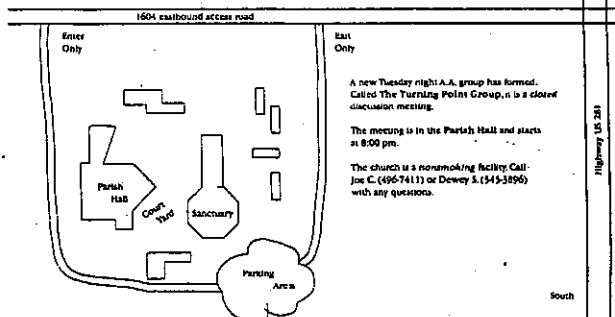 1604 eastbound access road
Enter
Only
Exit
Only
A new Tuesday night A.A. group has formed.
Called The Turning Point Group, it is a closed
discussion meeting.
The meeting is in the Parish Hall and starts
at 8:00 pm.
The church is a nonsmoking facility. Call
Joe C. (496-7411) or Dewey S. (545-3896)
with any questions.
Highway US 281
Parish
Hall
Court
Yard
Sanctuary
Parking
Area
South